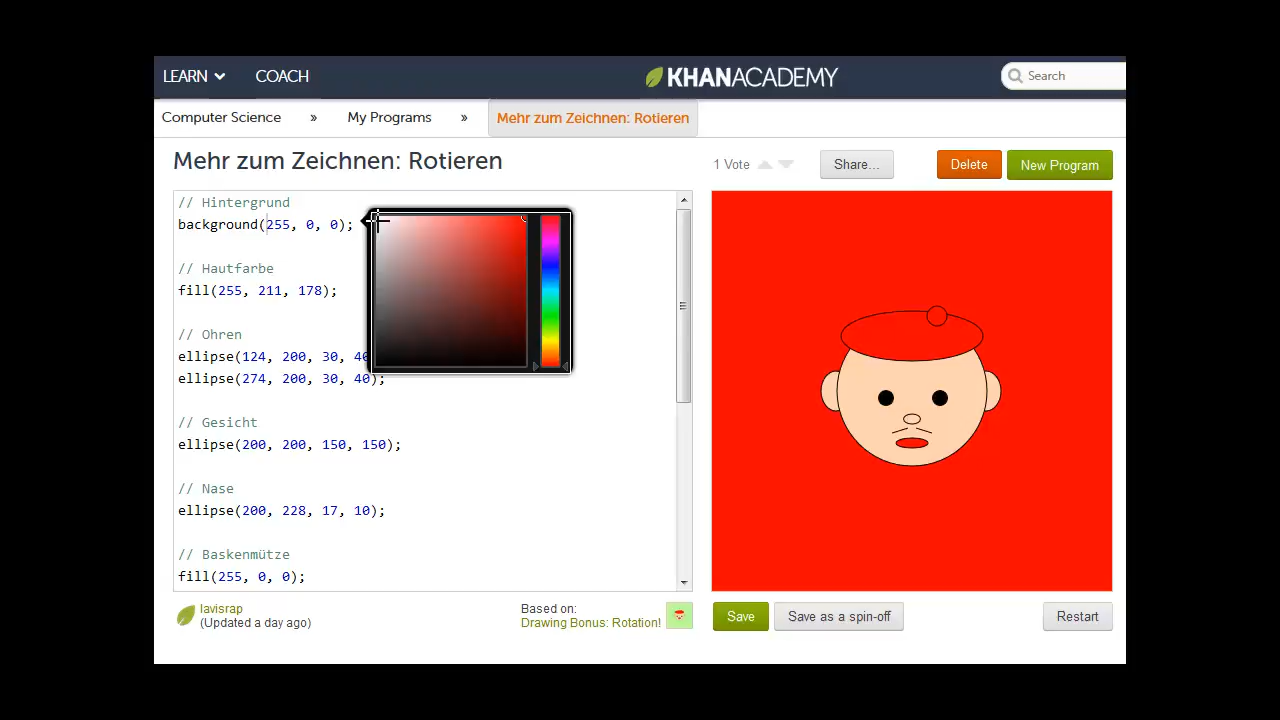 LEARN COACH KHANACADEMY Search
Computer Science » My Programs » Mehr zum Zeichnen: Rotieren
Mehr zum Zeichnen: Rotieren
1 Vote Share... Delete New Program
// Hintergrund
background(255, 0, 0);
// Hautfarbe
fill(255, 211, 178);
// Ohren
ellipse(124, 200, 30, 40
ellipse(274, 200, 30, 40);
// Gesicht
ellipse(200, 200, 150, 150);
// Nase
ellipse(200, 228, 17, 10);
// Baskenmütze
fill(255, 0, 0);
lavisrap
(Updated a day ago)
Based on:
Drawing Bonus: Rotation!
Save Save as a spin-off Restart